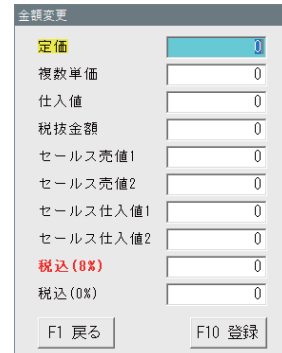 金額変更
定価 0
複数単価 0
仕入値 0
税抜金額 0
セールス売値1 0
セールス売値2 0
セールス仕入値1 0
セールス仕入値2 0
税込(8%) 0
税込(0%) 0
F1 戻る F10 登録